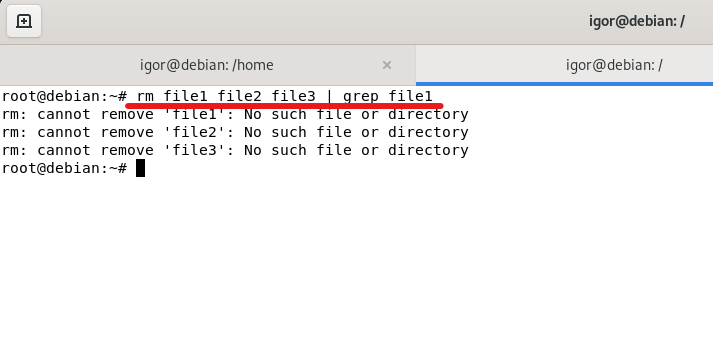 igor@debian: /
igor@debian: /home × igor@debian: /
root@debian:~# rm file1 file2 file3 | grep file1
rm: cannot remove 'file1': No such file or directory
rm: cannot remove 'file2': No such file or directory
rm: cannot remove 'file3': No such file or directory
root@debian:~#